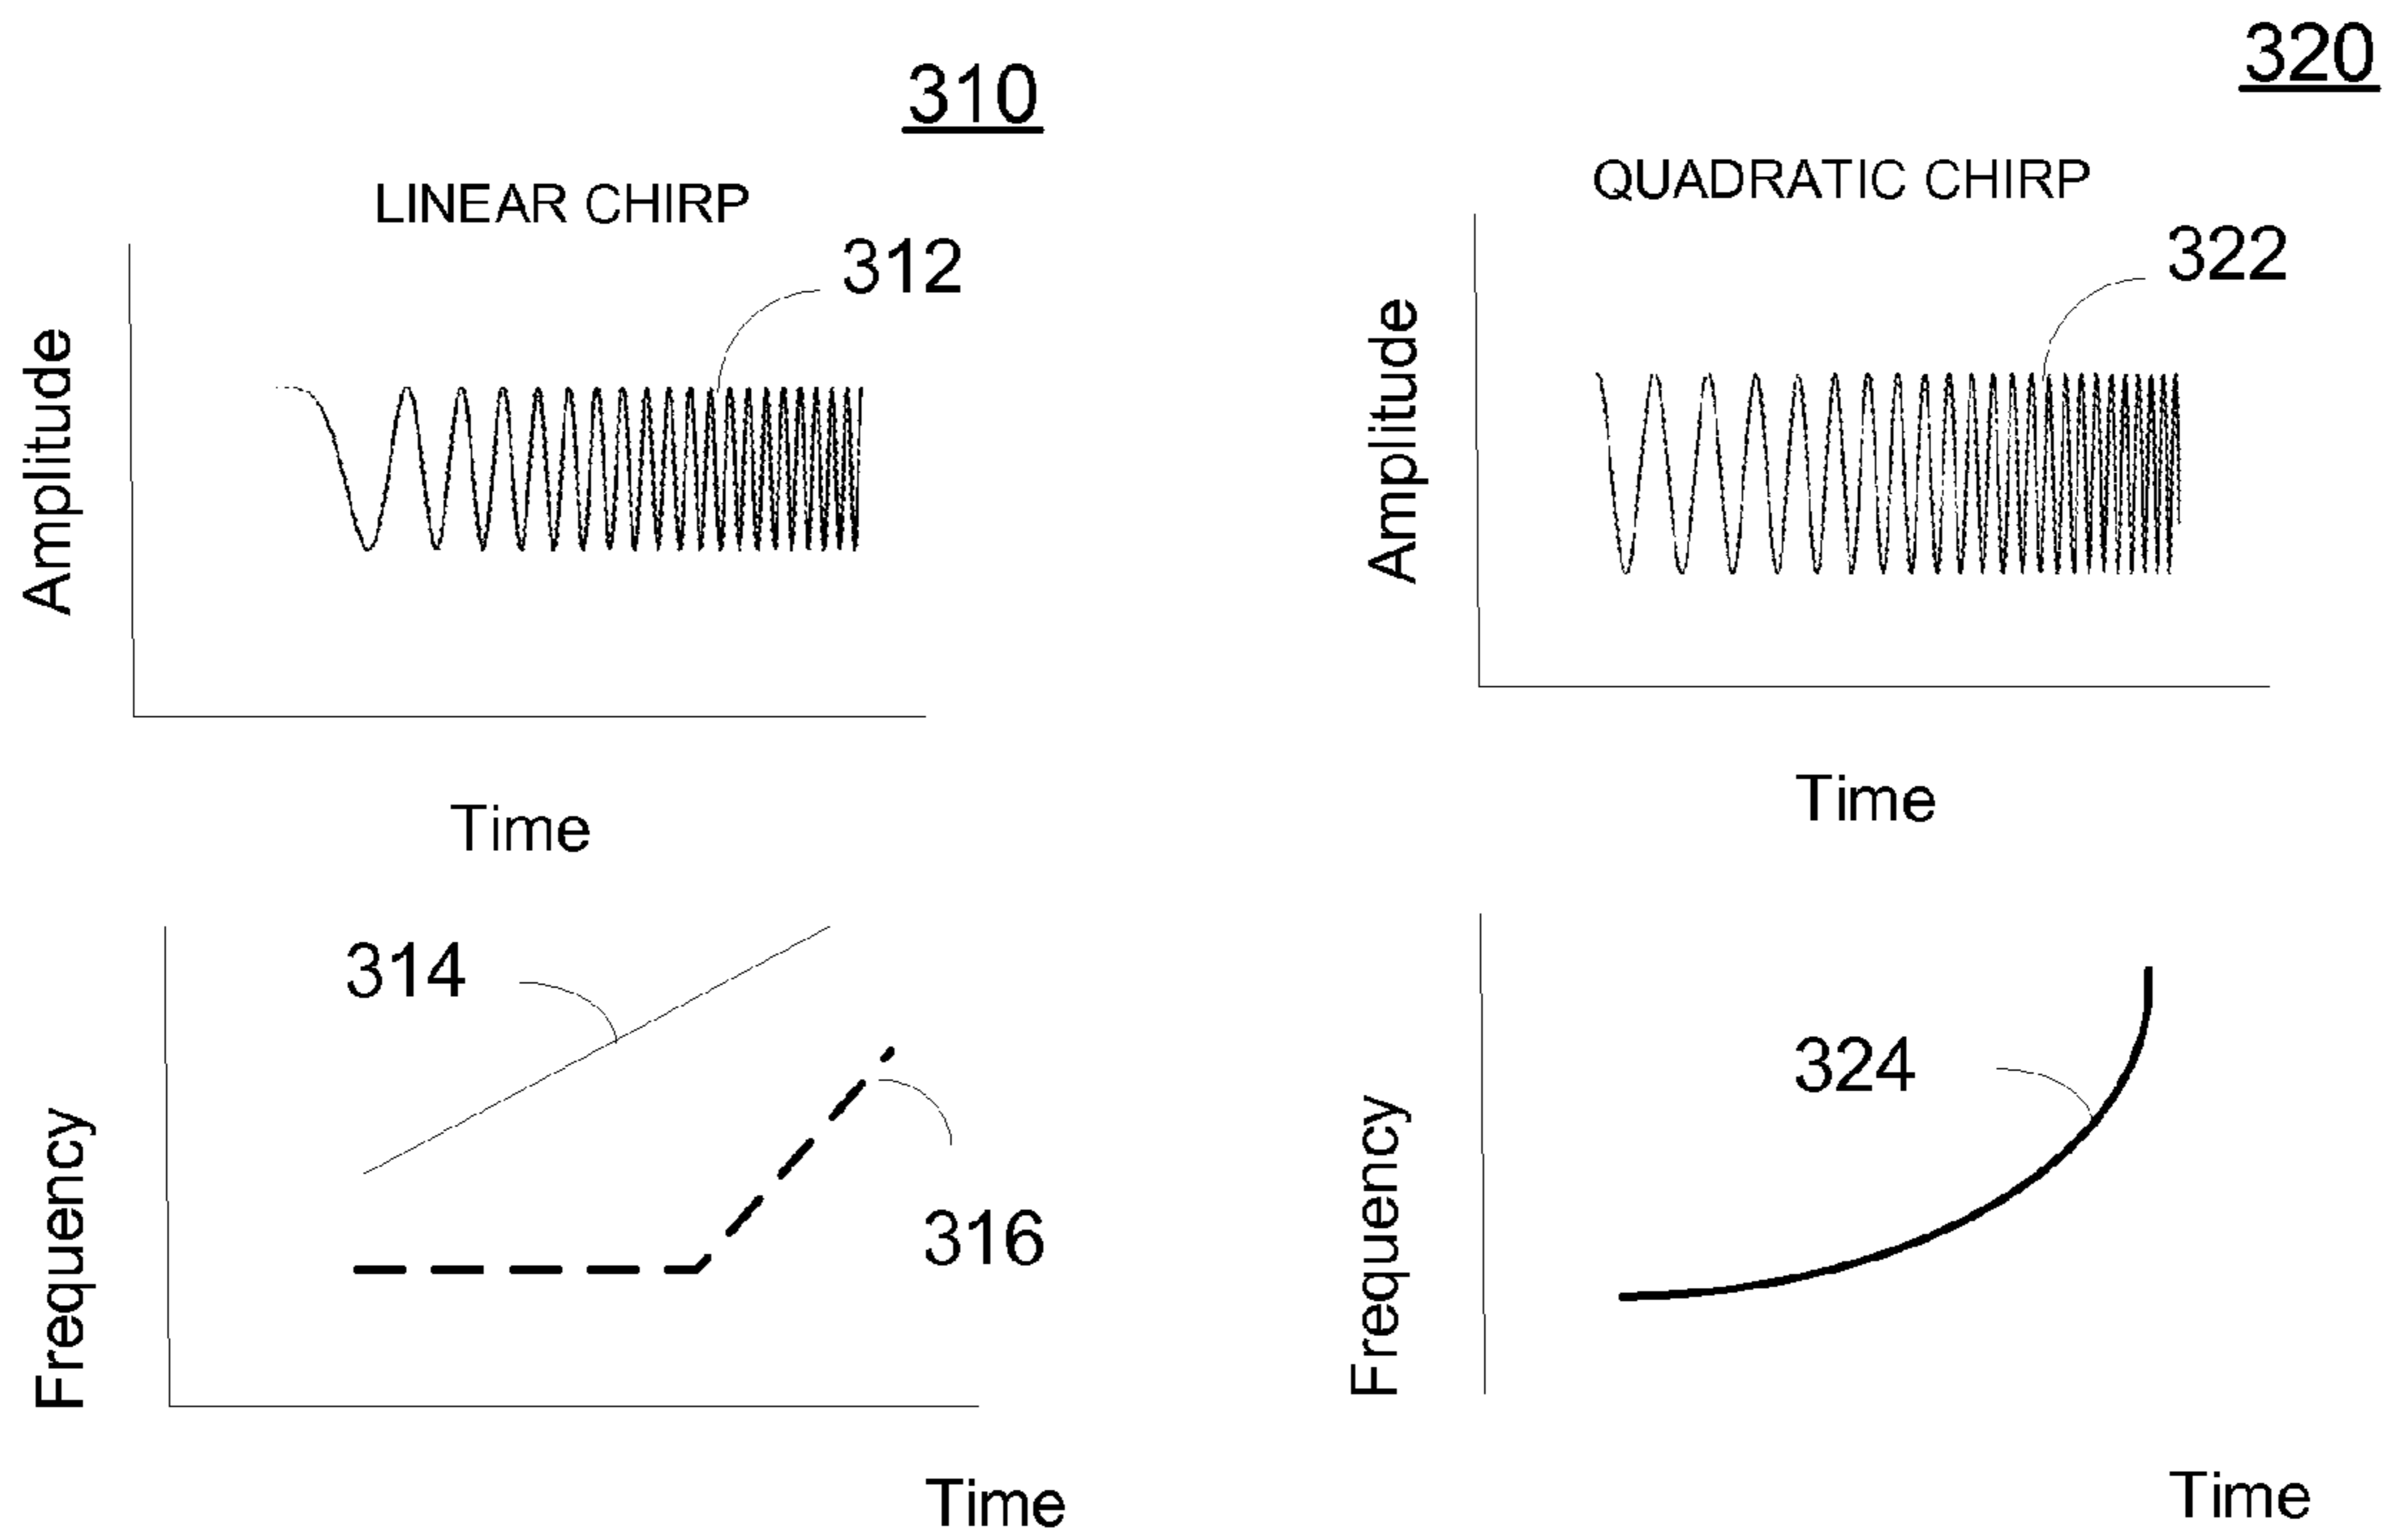 310
LINEAR CHIRP
312
Amplitude
Time
314
316
Frequency
Time
320
QUADRATIC CHIRP
322
Amplitude
Time
324
Frequency
Time